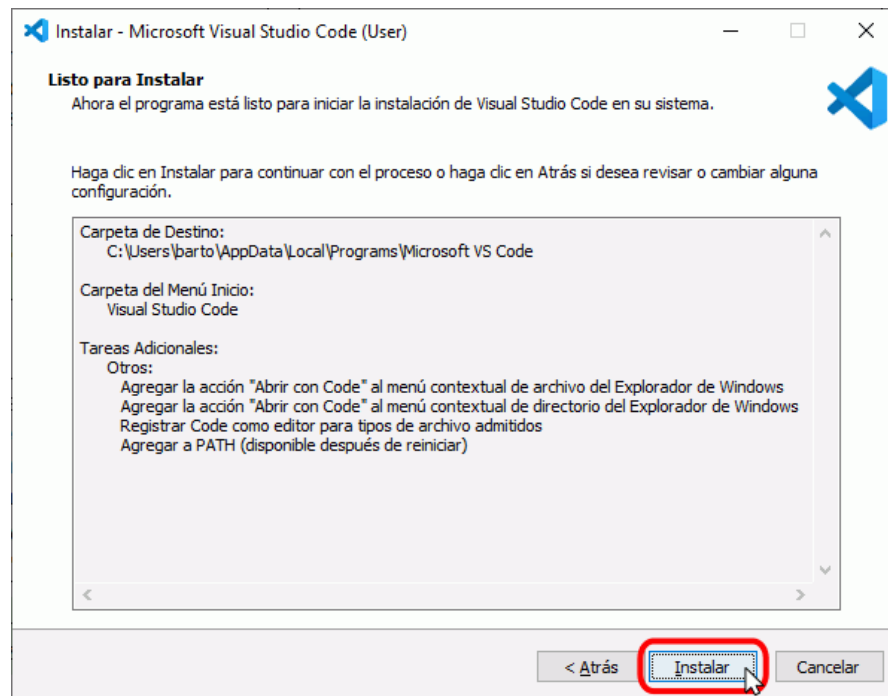 Instalar - Microsoft Visual Studio Code (User)
Listo para Instalar
Ahora el programa está listo para iniciar la instalación de Visual Studio Code en su sistema.
Haga clic en Instalar para continuar con el proceso o haga clic en Atrás si desea revisar o cambiar alguna
configuración.
Carpeta de Destino:
C:\Users\barto\AppData\Local\Programs\Microsoft VS Code
Carpeta del Menú Inicio:
Visual Studio Code
Tareas Adicionales:
Otros:
Agregar la acción "Abrir con Code" al menú contextual de archivo del Explorador de Windows
Agregar la acción "Abrir con Code" al menú contextual de directorio del Explorador de Windows
Registrar Code como editor para tipos de archivo admitidos
Agregar a PATH (disponible después de reiniciar)
< Atrás Instalar Cancelar